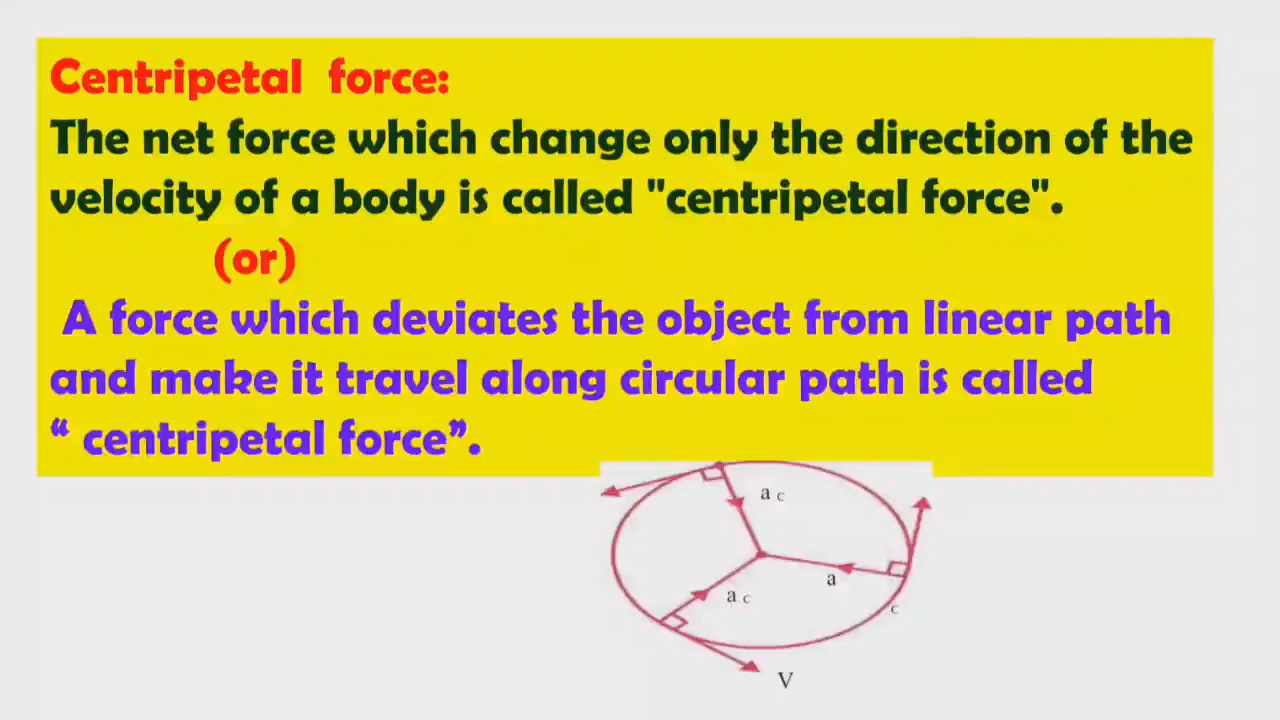 Centripetal force:
The net force which change only the direction of the
velocity of a body is called "centripetal force".
(or)
A force which deviates the object from linear path
and make it travel along circular path is called
“ centripetal force”.
a c
a
a c
c
V